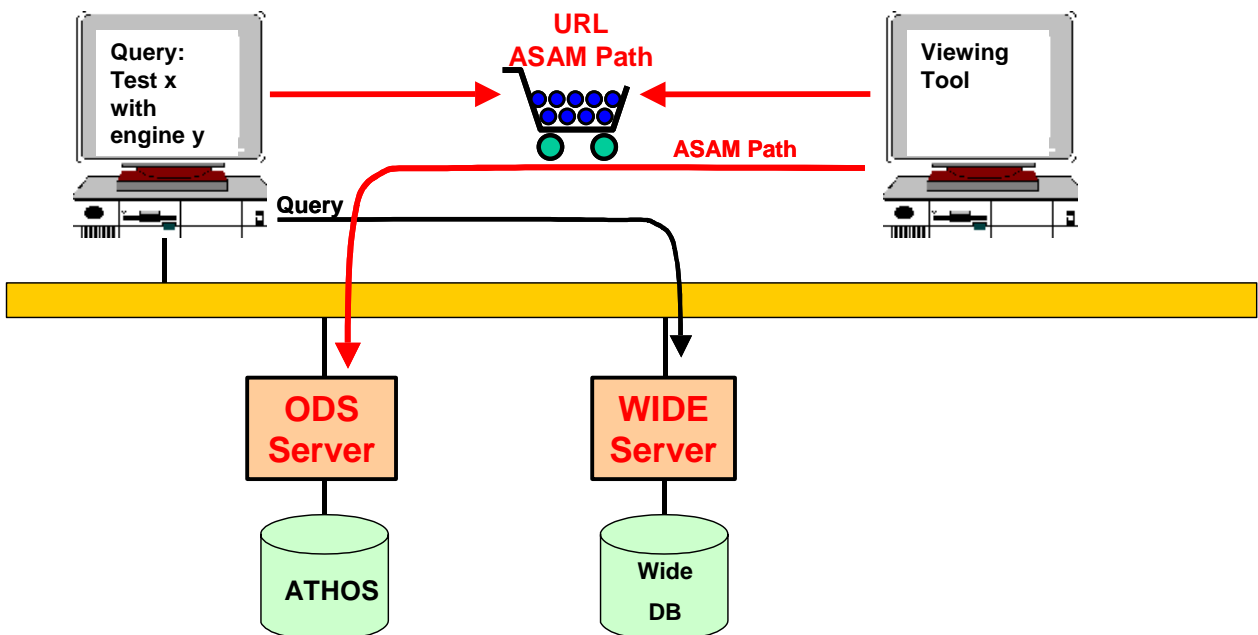 Query:
Test x
with
engine y
URL
ASAM Path
Viewing
Tool
ASAM Path
Query
ODS
Server
WIDE
Server
ATHOS
Wide
DB